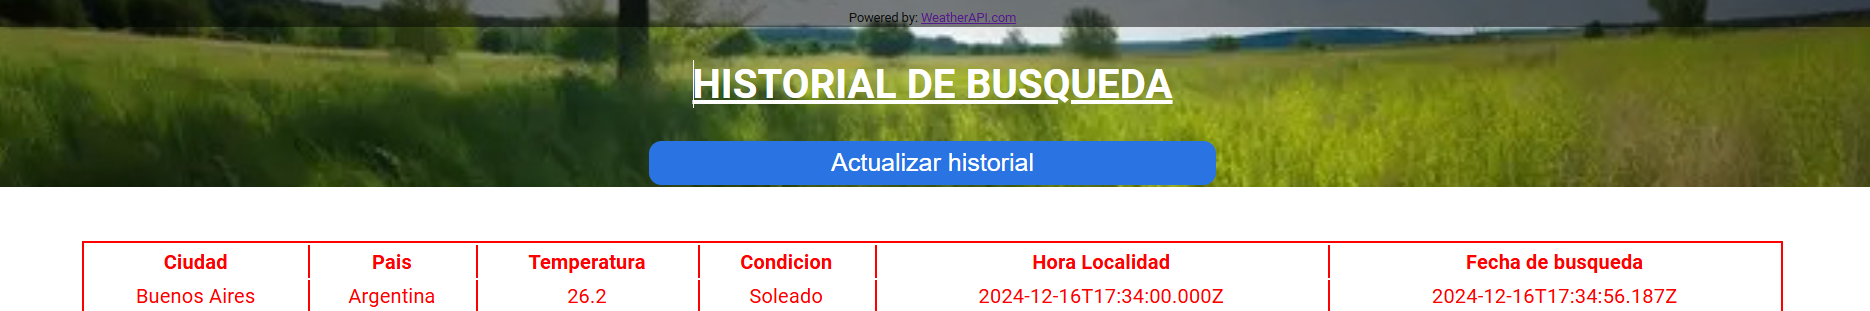 Powered by: WeatherAPI.com
HISTORIAL DE BUSQUEDA
Actualizar historial
Ciudad Pais Temperatura Condicion Hora Localidad Fecha de busqueda
Buenos Aires Argentina 26.2 Soleado 2024-12-16T17:34:00.000Z 2024-12-16T17:34:56.187Z